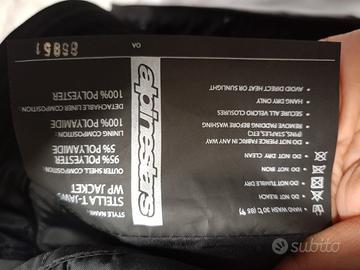 STYLE NAME:
STELLA T-JAWS
WP JACKET
OUTER SHELL COMPOSITION:
95% POLYESTER
5% POLYAMIDE
LINING COMPOSITION:
100% POLYAMIDE
DETACHABLE LINER COMPOSITION:
100% POLYESTER
alpinestars
• HAND WASH 30°C (86°F)
• DO NOT BLEACH
• DO NOT TUMBLE DRY
• DO NOT IRON
• DO NOT DRY CLEAN
• DO NOT FABRIC PIERCE IN ANY WAY
(PINS, STAPLES, ETC)
• REMOVE PADDING BEFORE WASHING
• SECURE ALL VELCRO CLOSURES
• HANG DRY ONLY
• AVOID DIRECT HEAT OR SUNLIGHT
QA
subito